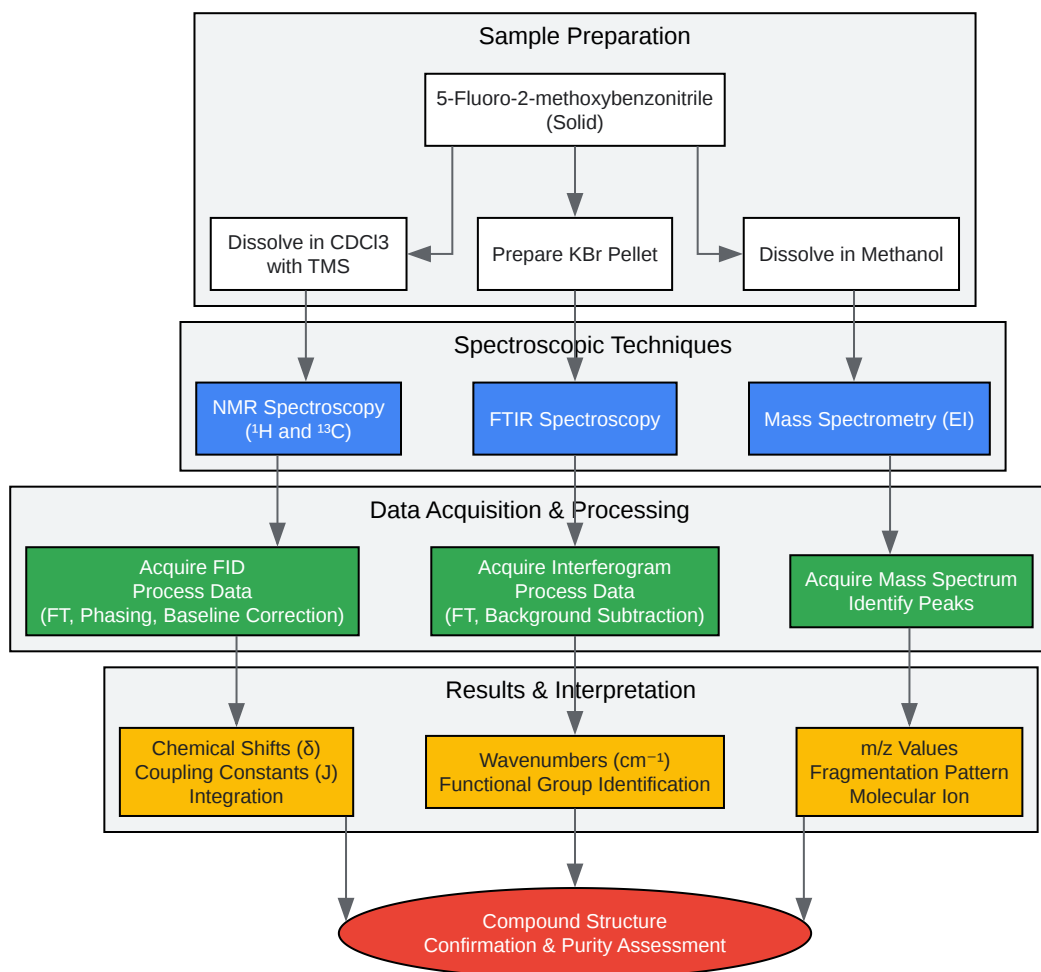 Sample Preparation
5-Fluoro-2-methoxybenzonitrile
(Solid)
Dissolve in CDCl3
with TMS
Prepare KBr Pellet
Dissolve in Methanol
Spectroscopic Techniques
NMR Spectroscopy
(¹H and ¹³C)
FTIR Spectroscopy
Mass Spectrometry (EI)
Data Acquisition & Processing
Acquire FID
Process Data
(FT, Phasing, Baseline Correction)
Acquire Interferogram
Process Data
(FT, Background Subtraction)
Acquire Mass Spectrum
Identify Peaks
Results & Interpretation
Chemical Shifts (δ)
Coupling Constants (J)
Integration
Wavenumbers (cm⁻¹)
Functional Group Identification
m/z Values
Fragmentation Pattern
Molecular Ion
Compound Structure
Confirmation & Purity Assessment